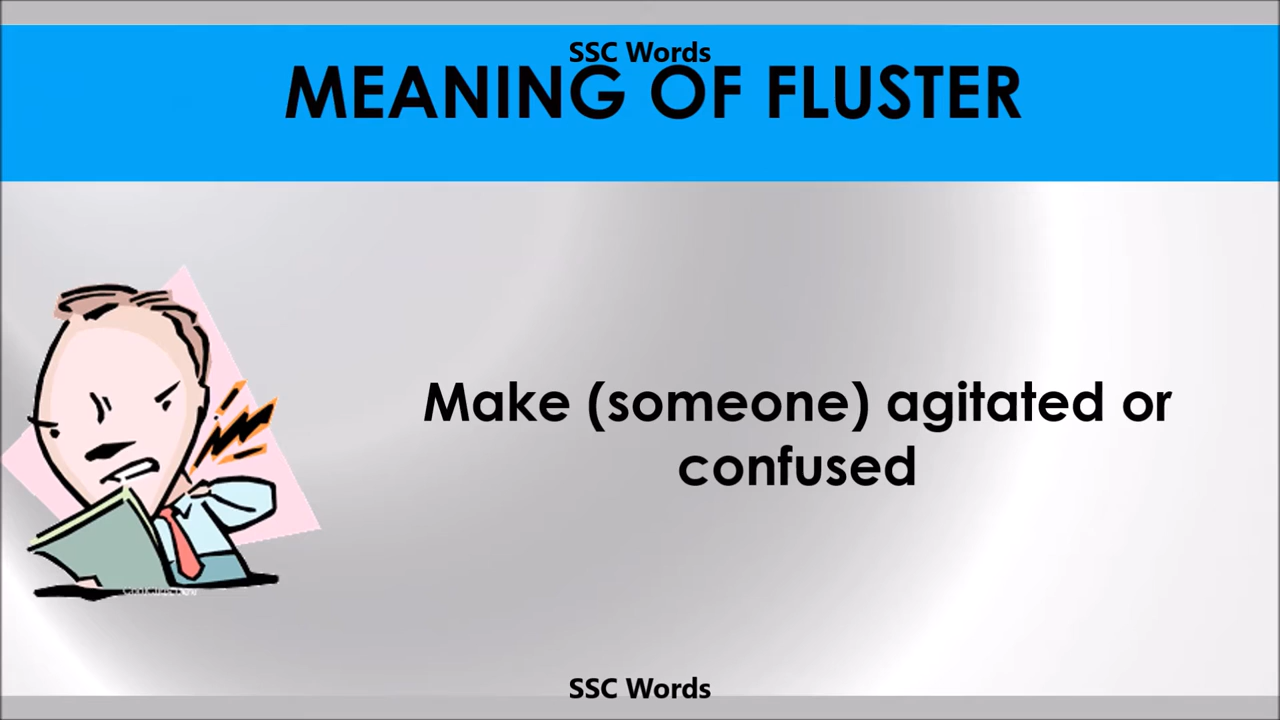 SSC Words
MEANING OF FLUSTER
Make (someone) agitated or
confused
SSC Words